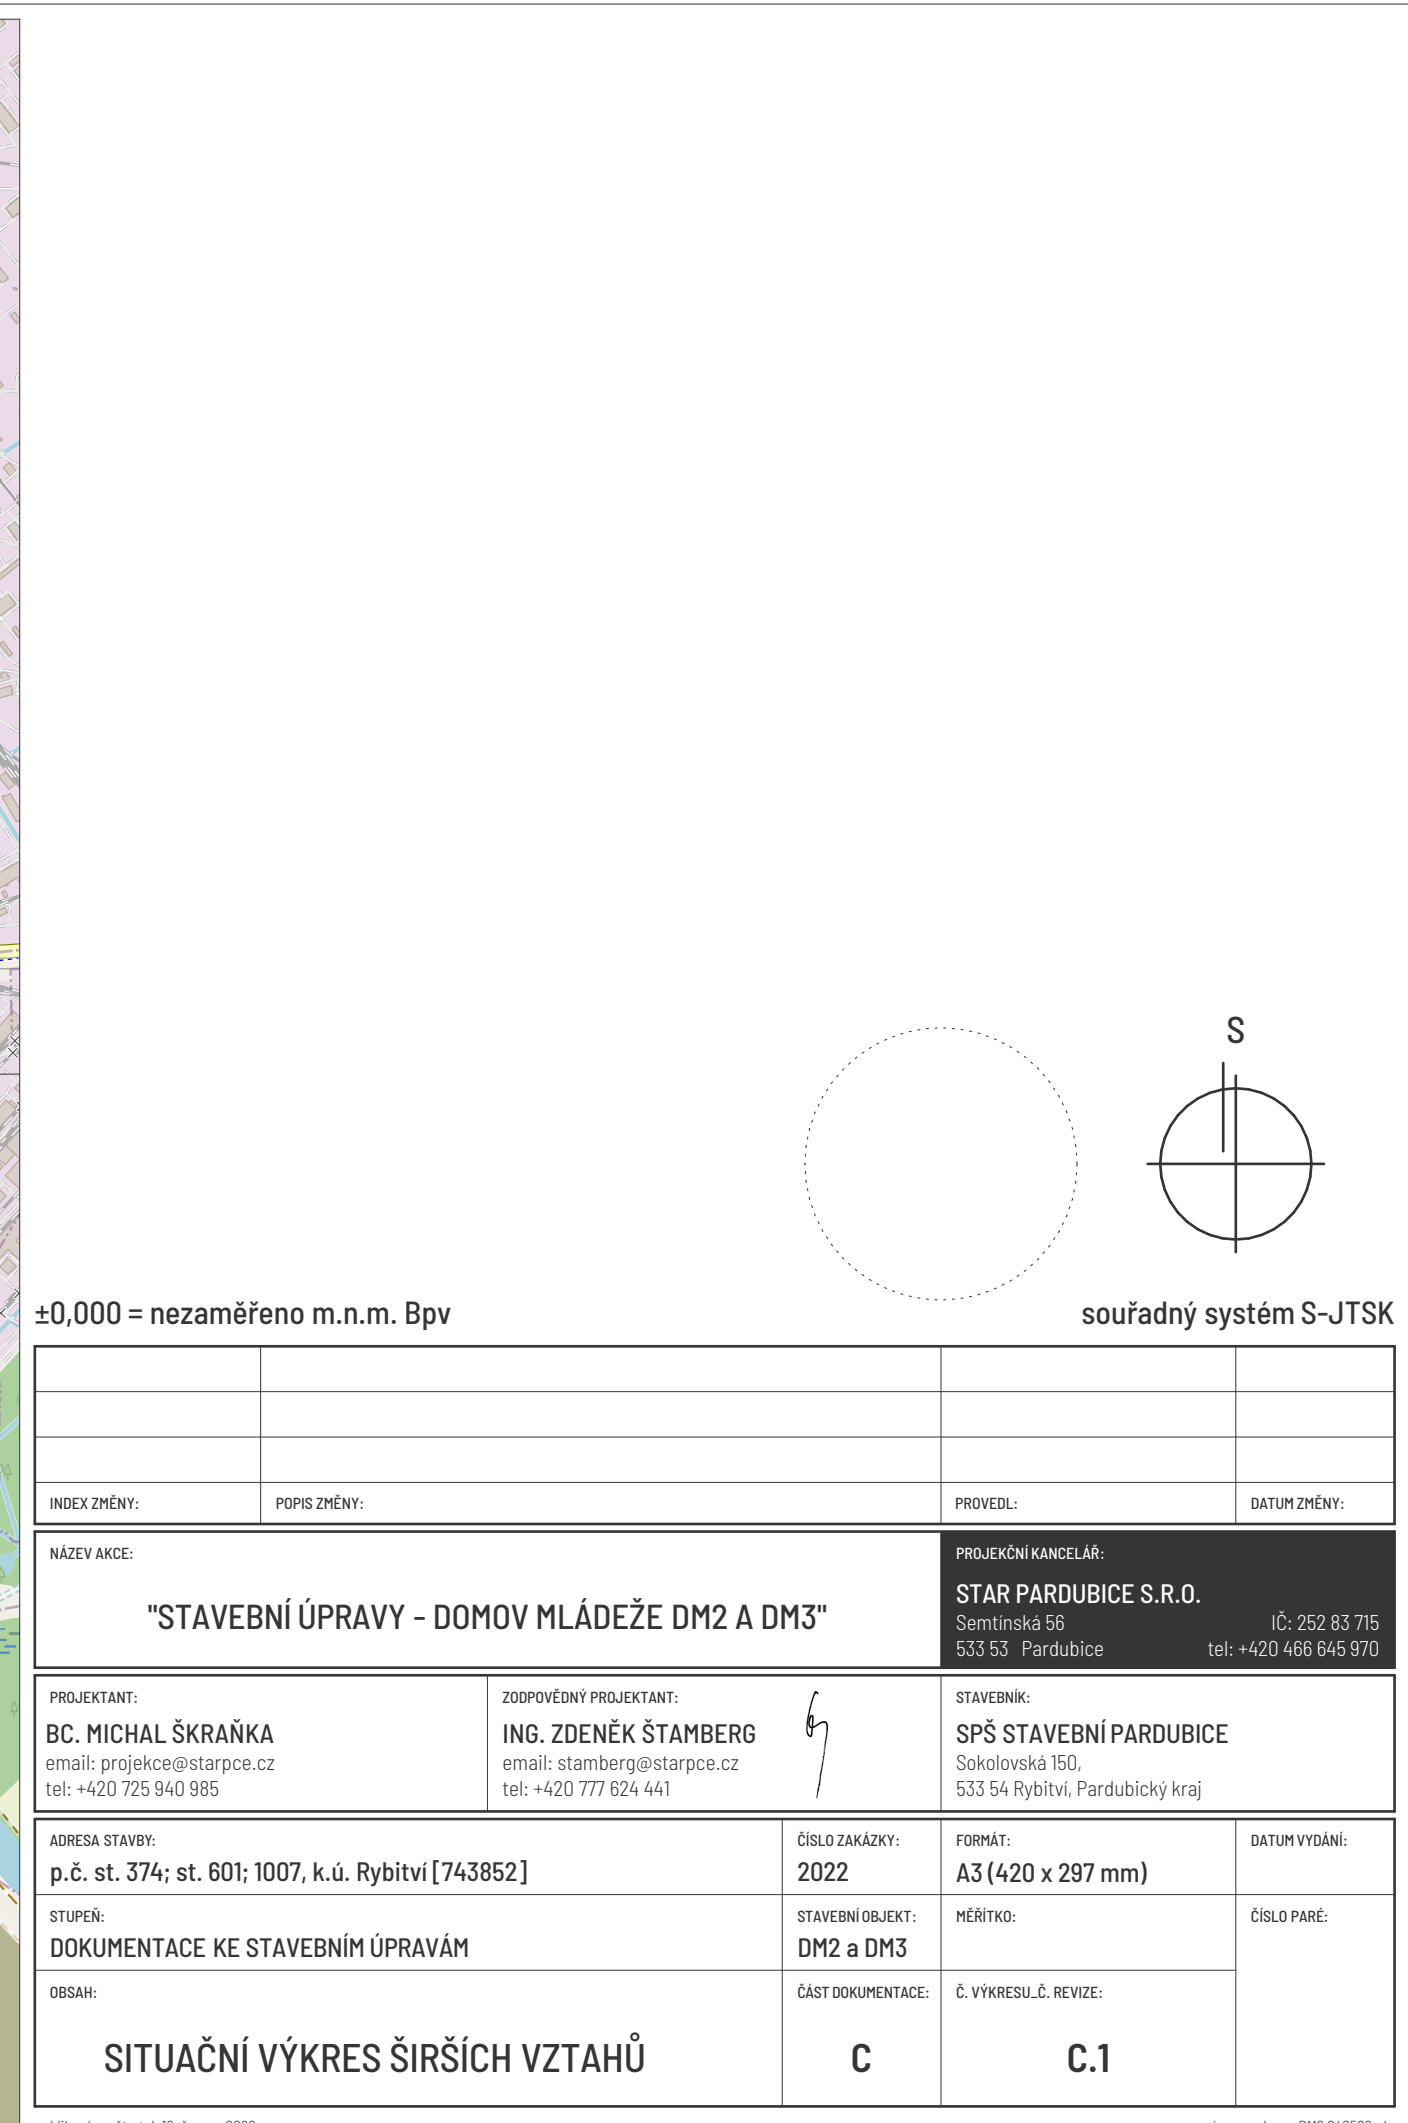 S
±0,000 = nezaměřeno m.n.m. Bpv
souřadný systém S-JTSK
INDEX ZMĚNY:
POPIS ZMĚNY:
PROVEDL:
DATUM ZMĚNY:
NÁZEV AKCE:
"STAVEBNÍ ÚPRAVY - DOMOV MLÁDEŽE DM2 A DM3"
PROJEKČNÍ KANCELÁŘ:
STAR PARDUBICE S.R.O.
Semtínská 56 IČ: 252 83 715
533 53 Pardubice tel: +420 466 645 970
PROJEKTANT:
BC. MICHAL ŠKRAŇKA
email: projekce@starpce.cz
tel: +420 725 940 985
ZODPOVĚDNÝ PROJEKTANT:
ING. ZDENĚK ŠTAMBERG
email: stamberg@starpce.cz
tel: +420 777 624 441
STAVEBNÍK:
SPŠ STAVEBNÍ PARDUBICE
Sokolovská 150,
533 54 Rybitví, Pardubický kraj
ADRESA STAVBY:
p.č. st. 374; st. 601; 1007, k.ú. Rybitví [743852]
ČÍSLO ZAKÁZKY:
2022
FORMÁT:
A3 (420 x 297 mm)
DATUM VYDÁNÍ:
STUPEŇ:
DOKUMENTACE KE STAVEBNÍM ÚPRAVÁM
STAVEBNÍ OBJEKT:
DM2 a DM3
MĚŘÍTKO:
ČÍSLO PARÉ:
OBSAH:
SITUAČNÍ VÝKRES ŠIRŠÍCH VZTAHŮ
ČÁST DOKUMENTACE:
C
Č. VÝKRESU_Č. REVIZE:
C.1